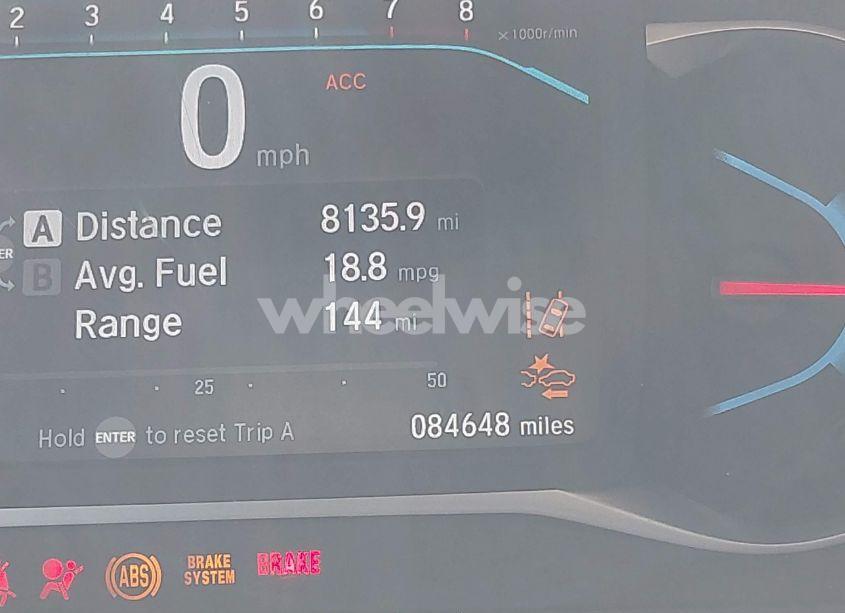 2 3 4 5 6 7 8 ×1000r/min
ACC
0 mph
A Distance 8135.9 mi
ER
B Avg. Fuel 18.8 mpg
Range 144 mi
wheelwise
25 50
Hold ENTER to reset Trip A 084648 miles
ABS BRAKE SYSTEM BRAKE